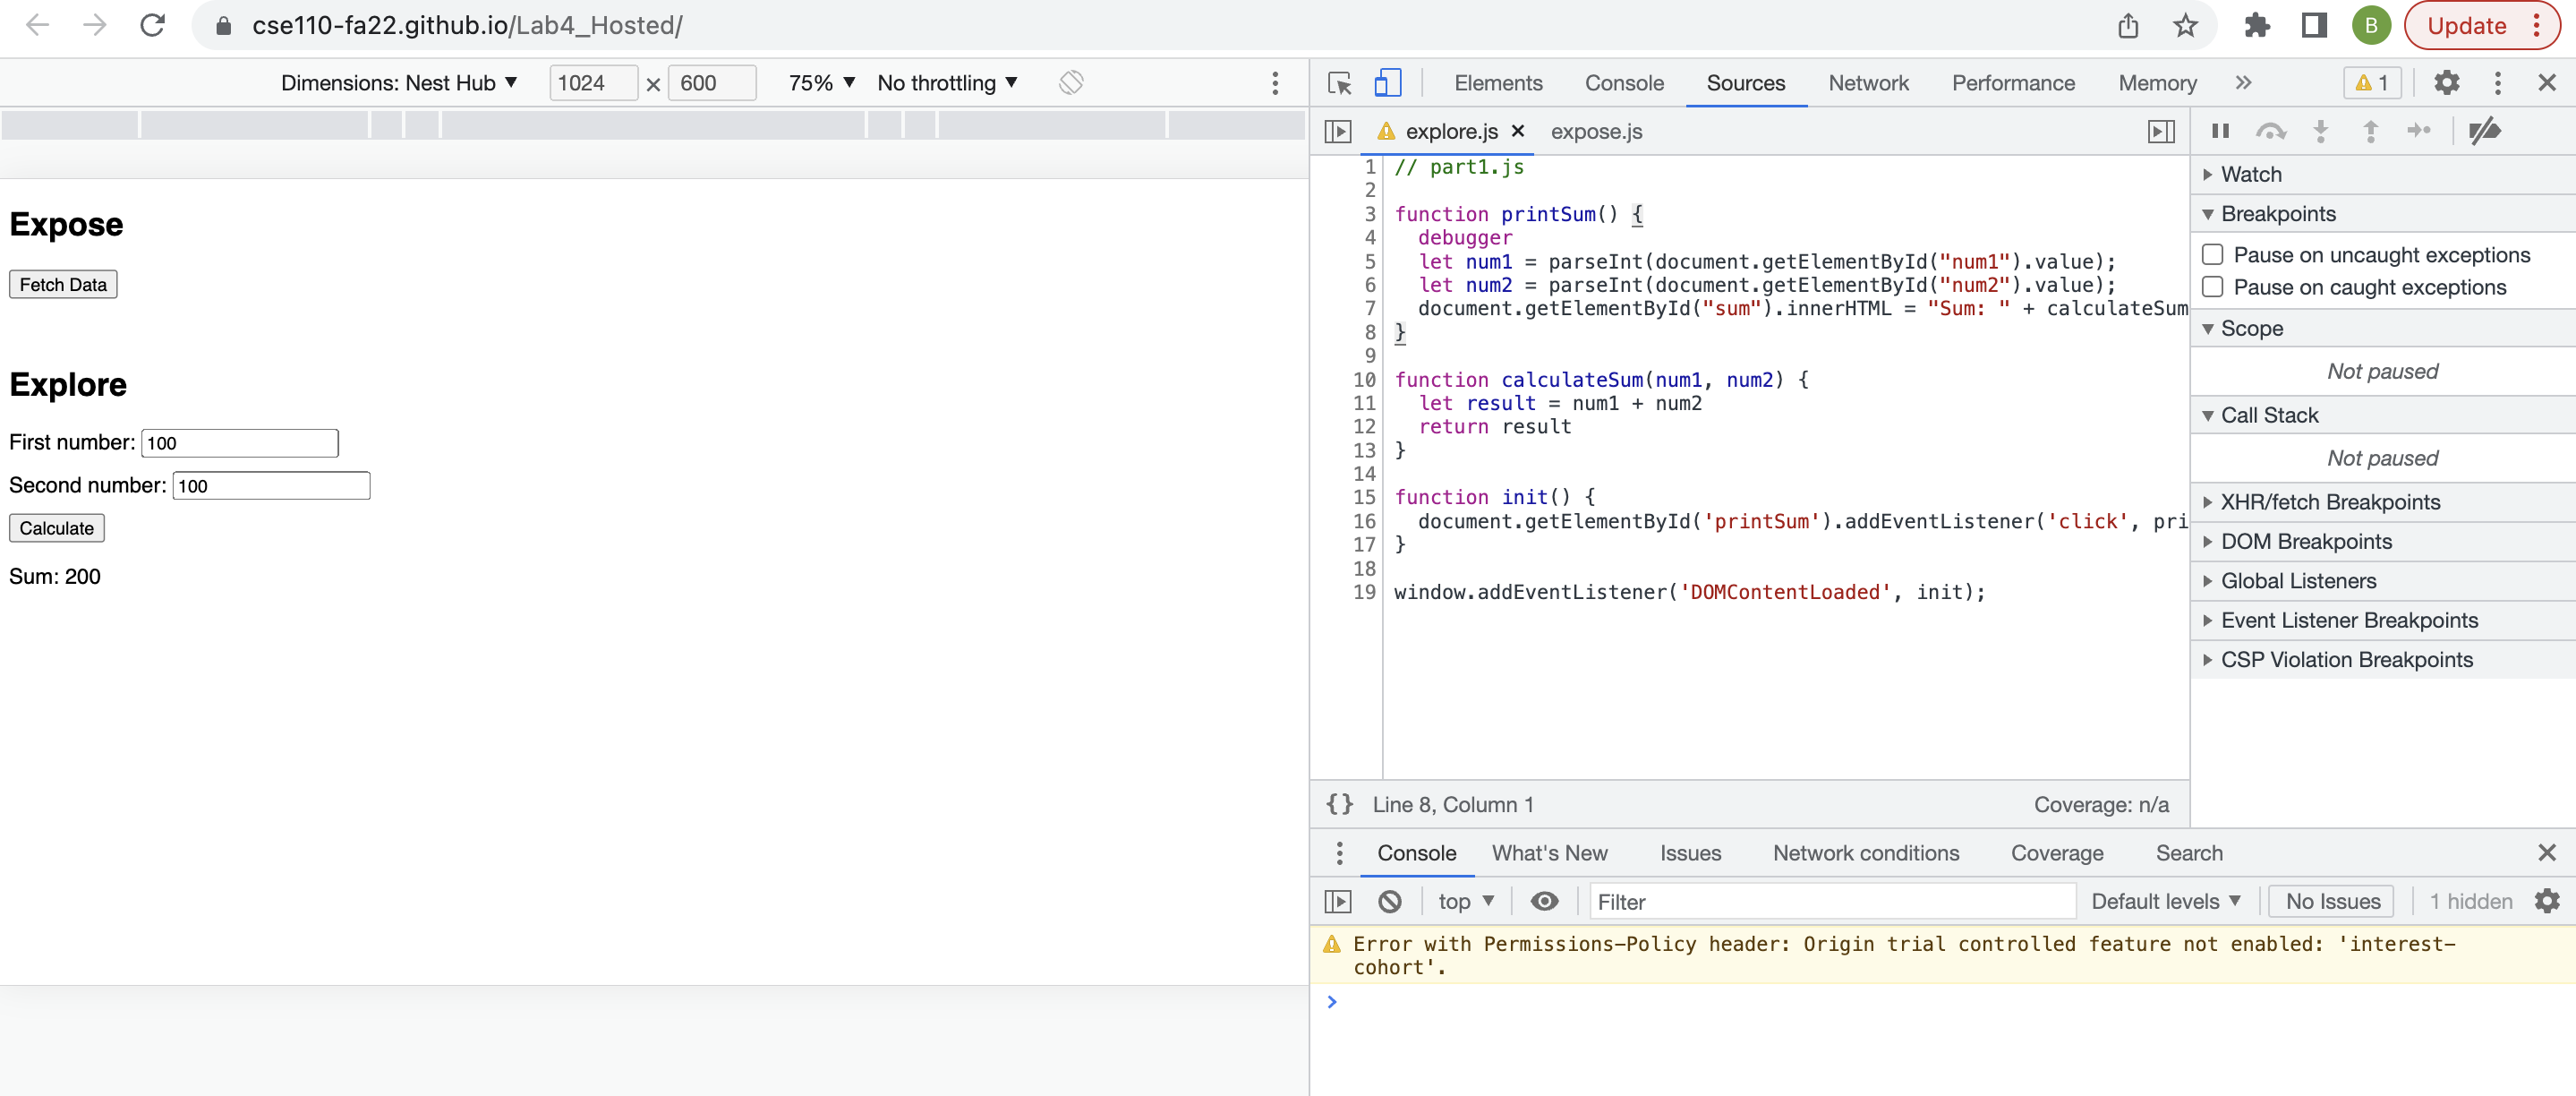 cse110-fa22.github.io/Lab4_Hosted/
B
Update
Dimensions: Nest Hub ▼ 1024 × 600 75% ▼ No throttling ▼
Elements Console Sources Network Performance Memory » 1
explore.js × expose.js
Expose
Fetch Data
Explore
First number: 100
Second number: 100
Calculate
Sum: 200
1 // part1.js
2
3 function printSum() {
4 debugger
5 let num1 = parseInt(document.getElementById("num1").value);
6 let num2 = parseInt(document.getElementById("num2").value);
7 document.getElementById("sum").innerHTML = "Sum: " + calculateSum
8 }
9
10 function calculateSum(num1, num2) {
11 let result = num1 + num2
12 return result
13 }
14
15 function init() {
16 document.getElementById('printSum').addEventListener('click', pri
17 }
18
19 window.addEventListener('DOMContentLoaded', init);
Watch
Breakpoints
Pause on uncaught exceptions
Pause on caught exceptions
Scope
Not paused
Call Stack
Not paused
XHR/fetch Breakpoints
DOM Breakpoints
Global Listeners
Event Listener Breakpoints
CSP Violation Breakpoints
{} Line 8, Column 1 Coverage: n/a
Console What's New Issues Network conditions Coverage Search
top ▼ Filter Default levels ▼ No Issues 1 hidden
Error with Permissions-Policy header: Origin trial controlled feature not enabled: 'interest-
cohort'.
>